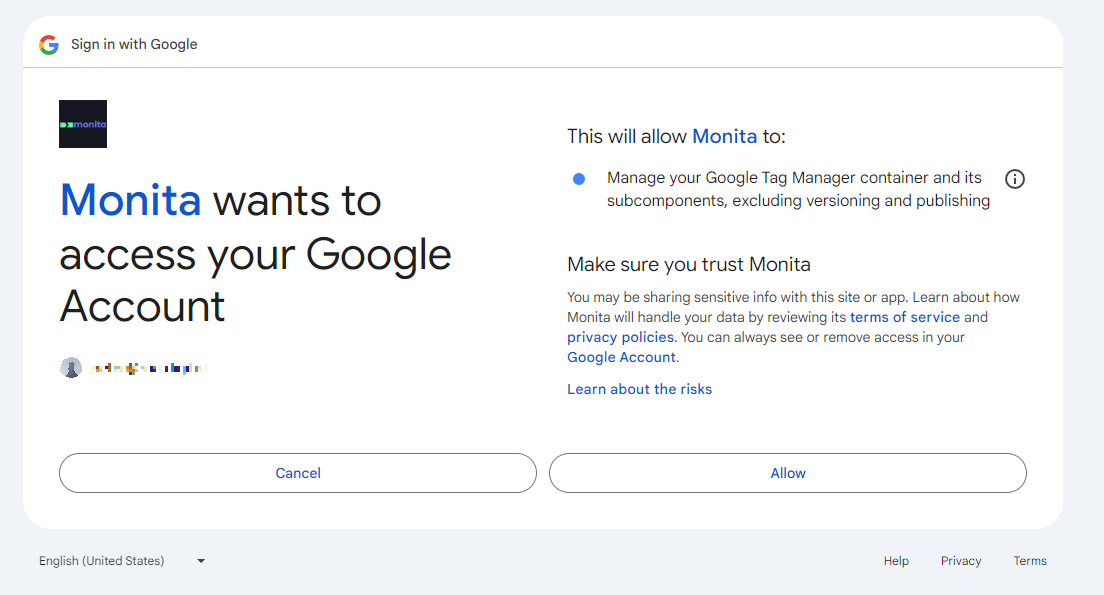 Sign in with Google
monita
Monita wants to
access your Google
Account
This will allow Monita to:
Manage your Google Tag Manager container and its
subcomponents, excluding versioning and publishing
Make sure you trust Monita
You may be sharing sensitive info with this site or app. Learn about how
Monita will handle your data by reviewing its terms of service and
privacy policies. You can always see or remove access in your
Google Account.
Learn about the risks
Cancel
Allow
English (United States)
Help
Privacy
Terms